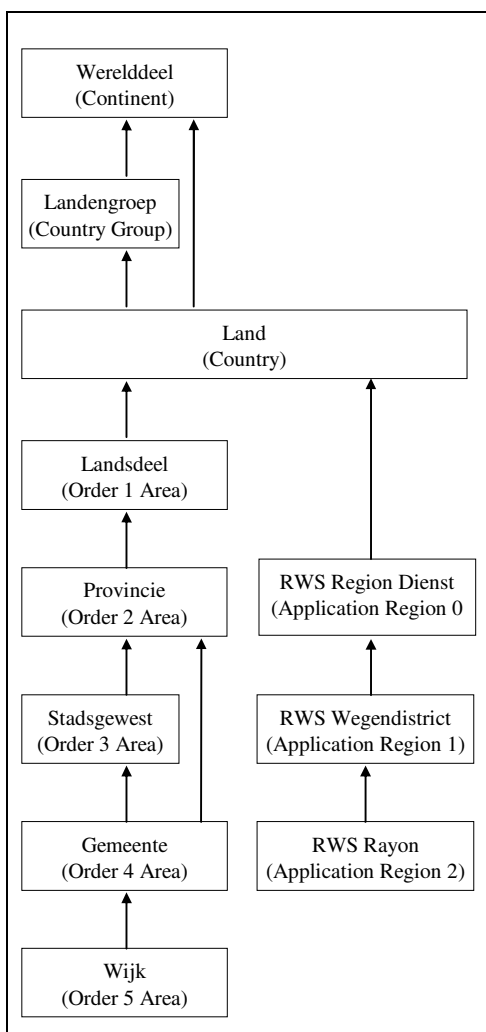 Werelddeel
(Continent)
Landengroep
(Country Group)
Land
(Country)
Landsdeel
(Order 1 Area)
Provincie
(Order 2 Area)
RWS Region Dienst
(Application Region 0
Stadsgewest
(Order 3 Area)
RWS Wegendistrict
(Application Region 1)
Gemeente
(Order 4 Area)
RWS Rayon
(Application Region 2)
Wijk
(Order 5 Area)